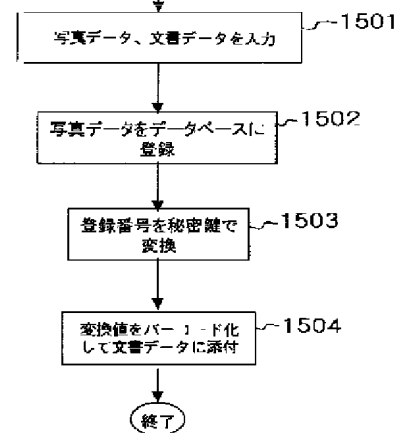 写真データ、文書データを入力
1501
写真データをデータベースに
登録
1502
登録番号を秘密鍵で
変換
1503
変換値をバーコード化
して文書データに添付
1504
終了